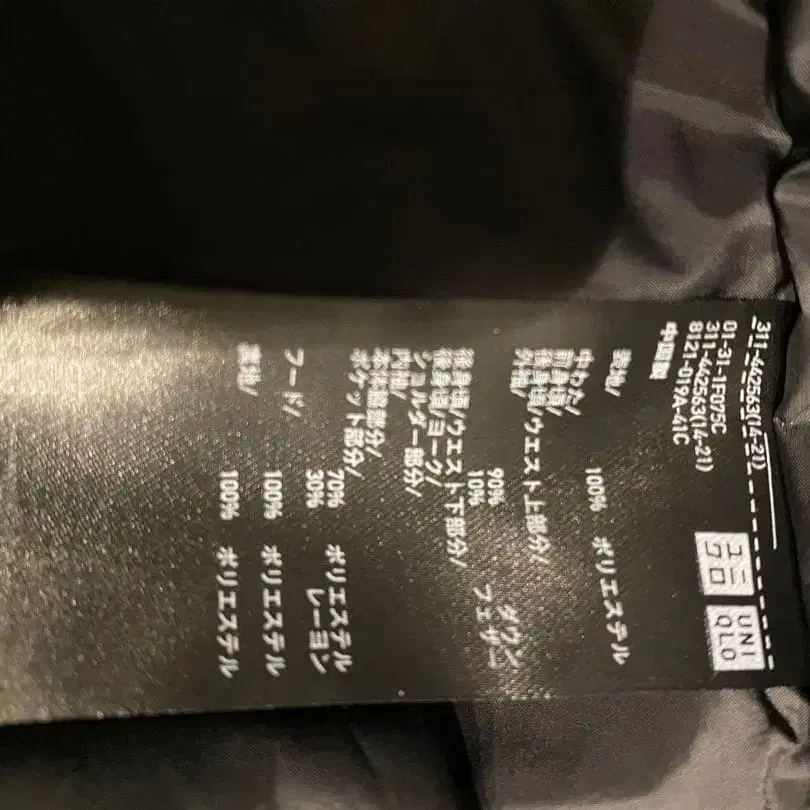 311-442563(14-21)
ユニ
クロ
UNI
QLO
01-31-1F075C
311-442563(14-21)
8121-019A-41C
中国製
表地/
100% ポリエステル
中わた/
前身頃/
後身頃/ウエスト上部分/
外袖/
90% ダウン
10% フェザー
後身頃/ウエスト下部分/
後身頃/ヨーク/
ショルダー部分/
内袖/
本体脇部分/
ポケット部分/
70% ポリエステル
30% レーヨン
フード/
100% ポリエステル
裏地/
100% ポリエステル